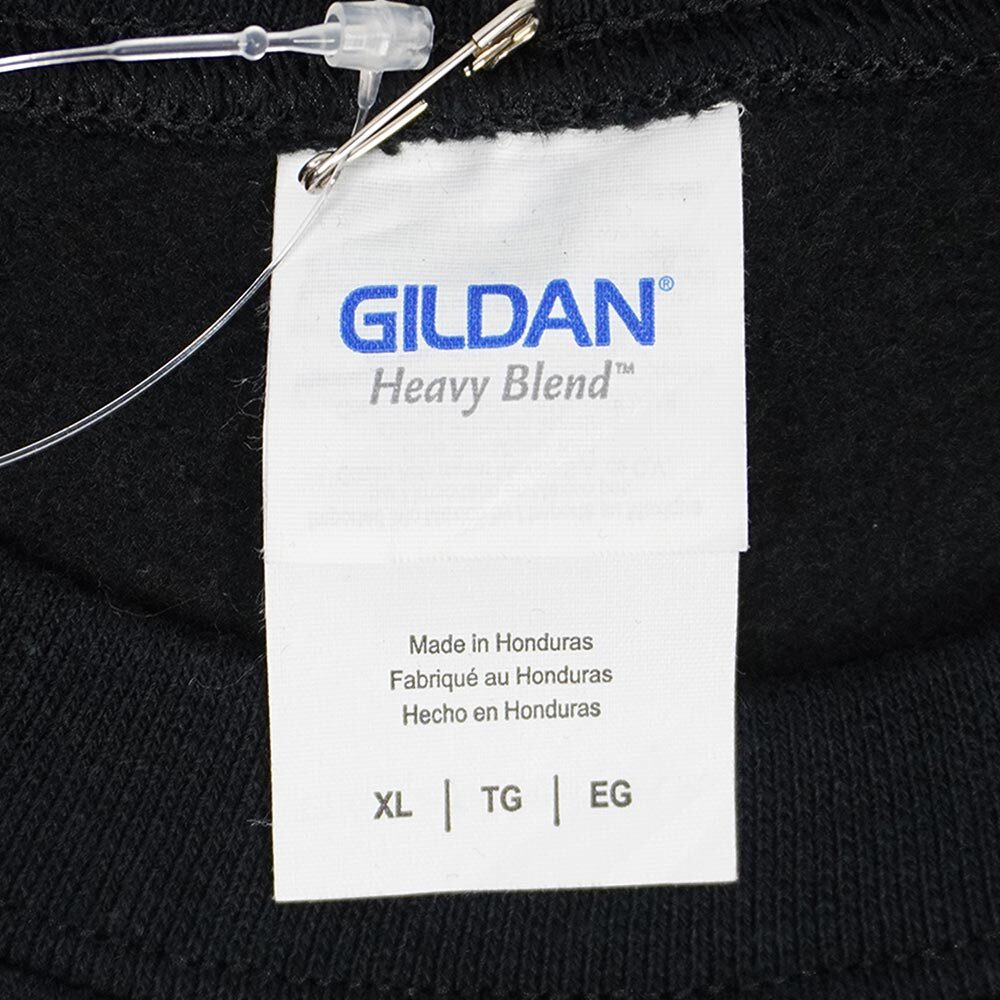 GILDAN®
Heavy Blend™
Made in Honduras
Fabriqué au Honduras
Hecho en Honduras
XL | TG | EG